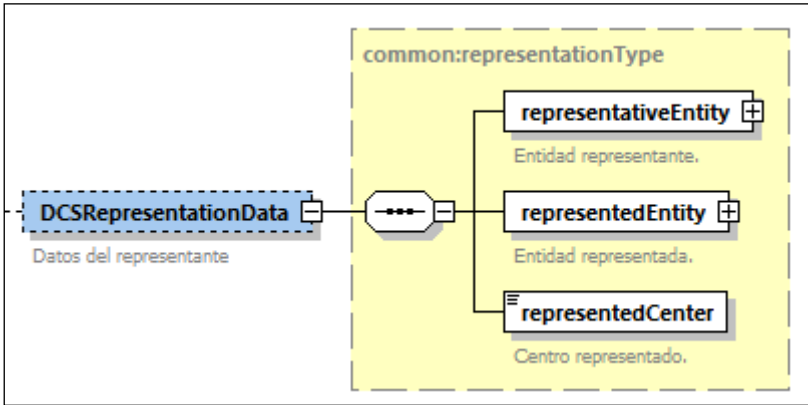 common:representationType
representativeEntity
Entidad representante.
DCSRepresentationData
Datos del representante
representedEntity
Entidad representada.
representedCenter
Centro representado.